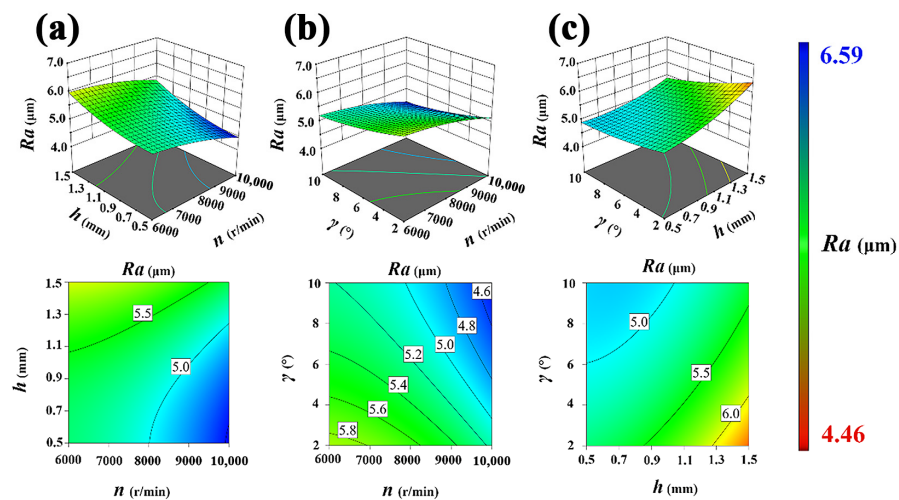 (a) (b) (c)
7.0 7.0 7.0
6.0 6.0 6.0
5.0 5.0 5.0
4.0 4.0 4.0
Ra (μm) Ra (μm) Ra (μm)
1.5 1.3 1.1 0.9 0.7 0.5
h (mm)
6000 7000 8000 9000 10,000
n (r/min)
10 8 6 4 2
γ (°)
6000 7000 8000 9000 10,000
n (r/min)
10 8 6 4 2
γ (°)
0.5 0.7 0.9 1.1 1.3 1.5
h (mm)
6.59
Ra (μm)
4.46
Ra (μm)
1.5
1.3
1.1
0.9
0.7
0.5
h (mm)
5.5
5.0
6000 7000 8000 9000 10,000
n (r/min)
Ra (μm)
10
8
6
4
2
γ (°)
4.6
4.8
5.0
5.2
5.4
5.6
5.8
6000 7000 8000 9000 10,000
n (r/min)
Ra (μm)
10
8
6
4
2
γ (°)
5.0
5.5
6.0
0.5 0.7 0.9 1.1 1.3 1.5
h (mm)